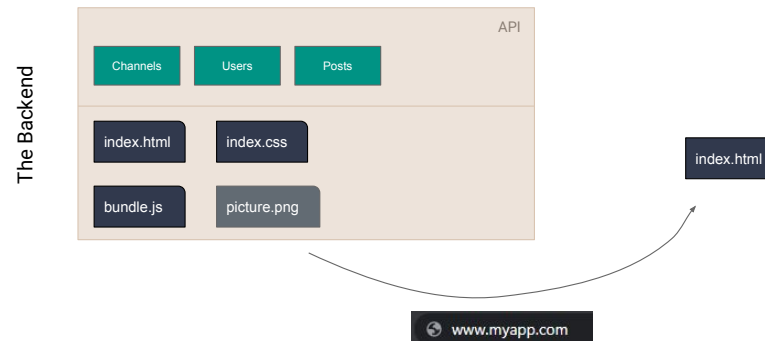 The Backend
API
Channels
Users
Posts
index.html
index.css
bundle.js
picture.png
index.html
www.myapp.com